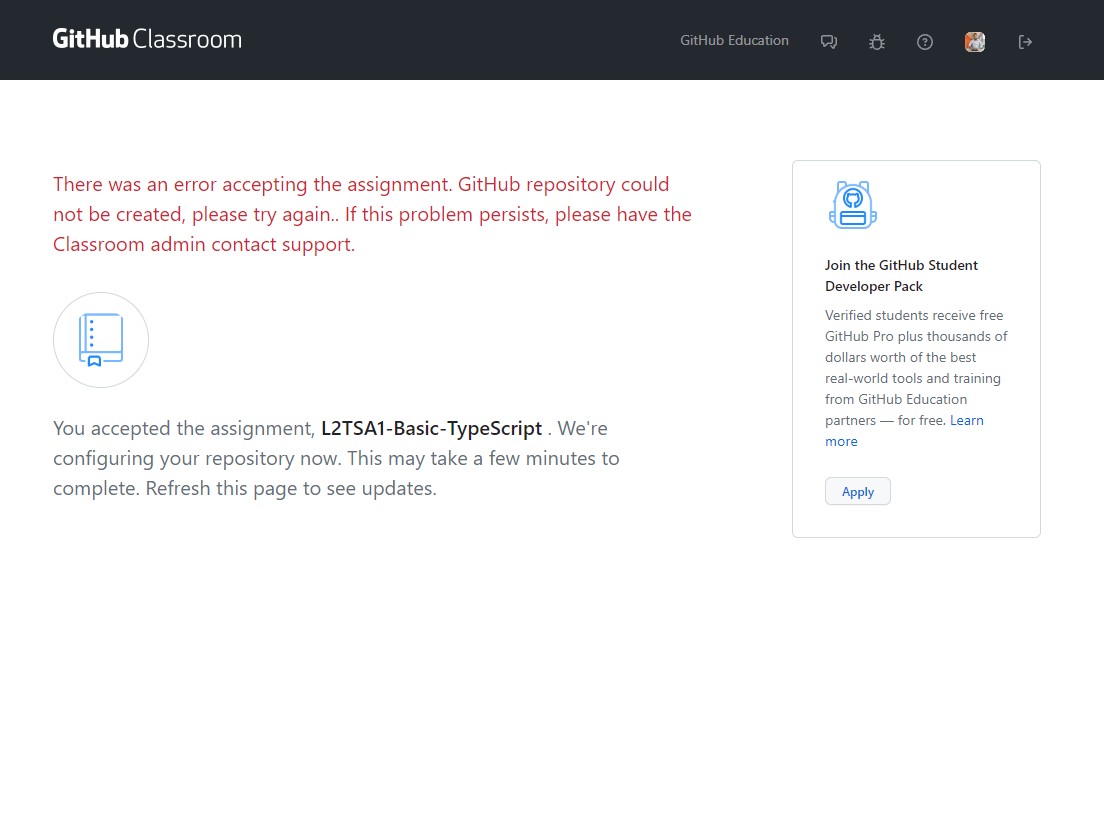 GitHub Classroom
GitHub Education
There was an error accepting the assignment. GitHub repository could
not be created, please try again.. If this problem persists, please have the
Classroom admin contact support.
You accepted the assignment, L2TSA1-Basic-TypeScript . We're
configuring your repository now. This may take a few minutes to
complete. Refresh this page to see updates.
Join the GitHub Student
Developer Pack
Verified students receive free
GitHub Pro plus thousands of
dollars worth of the best
real-world tools and training
from GitHub Education
partners — for free. Learn
more
Apply